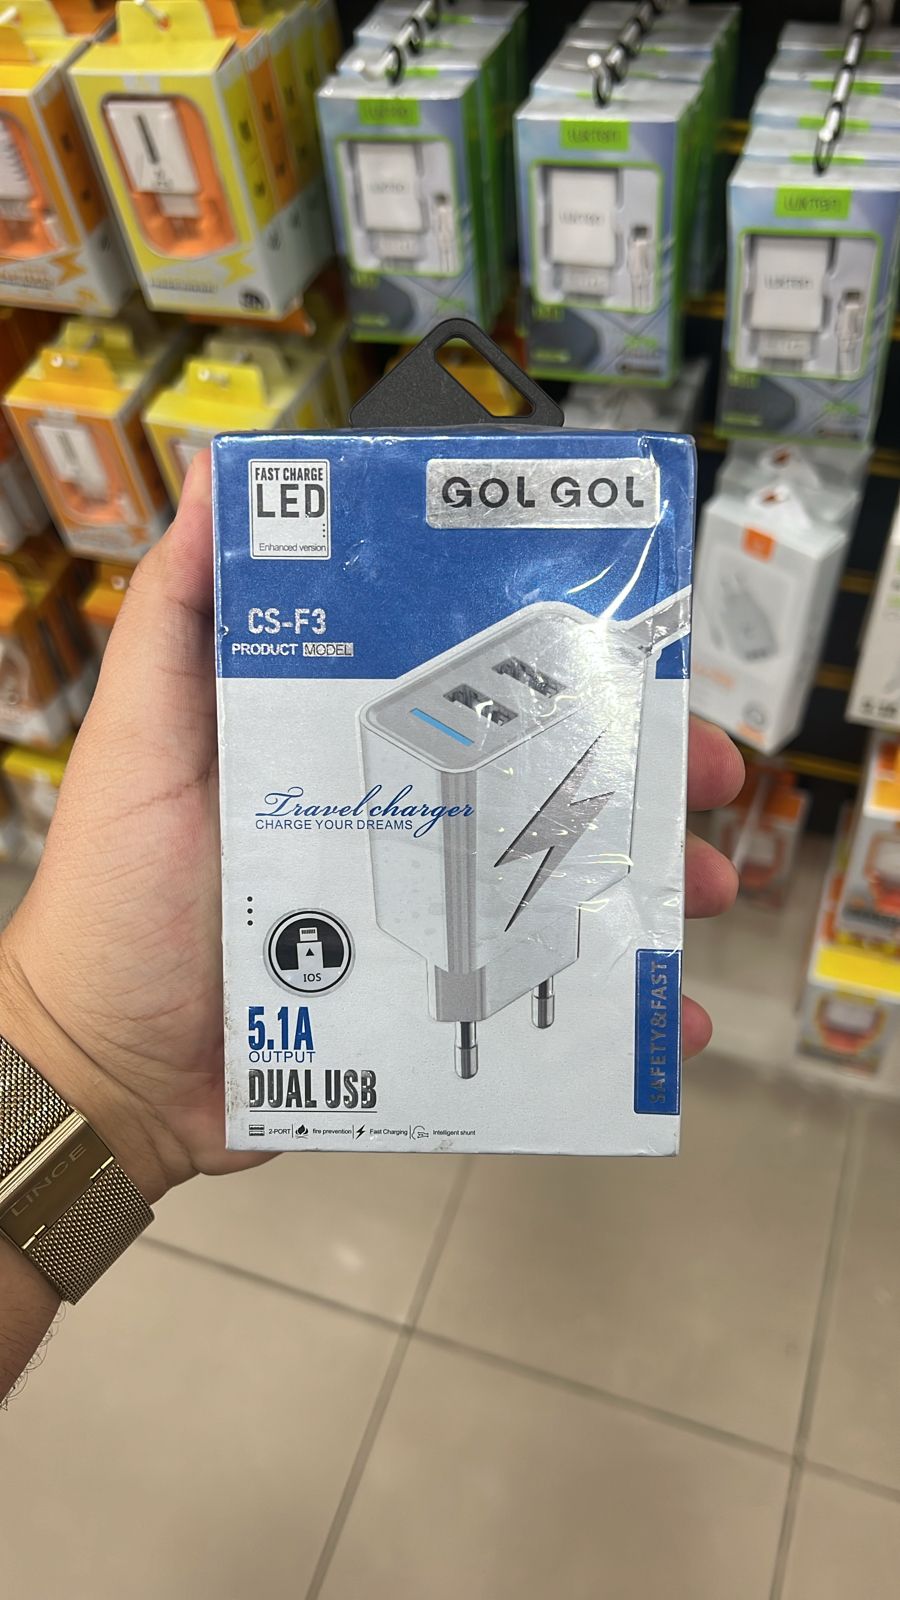 FAST CHARGE
LED
Enhanced version
GOL GOL
CS-F3
PRODUCT MODEL
Travel charger
CHARGE YOUR DREAMS
IOS
5.1A
OUTPUT
DUAL USB
SAFETY&FAST
2-PORT
fire prevention
Fast Charging
Intelligent shunt
LINCE